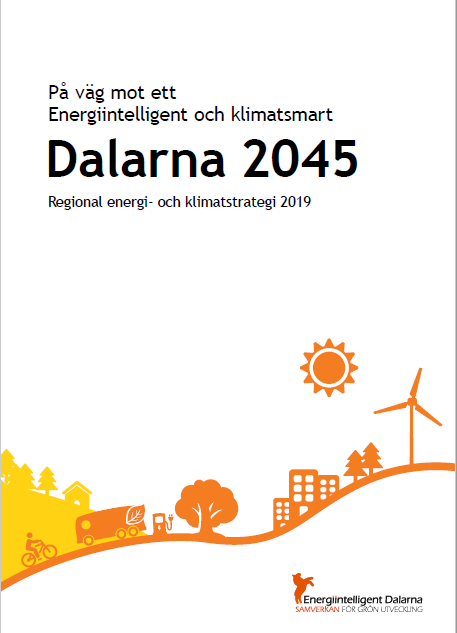 På väg mot ett
Energiintelligent och klimatsmart
Dalarna 2045
Regional energi- och klimatstrategi 2019
Energiintelligent Dalarna
SAMVERKAN FÖR GRÖN UTVECKLING